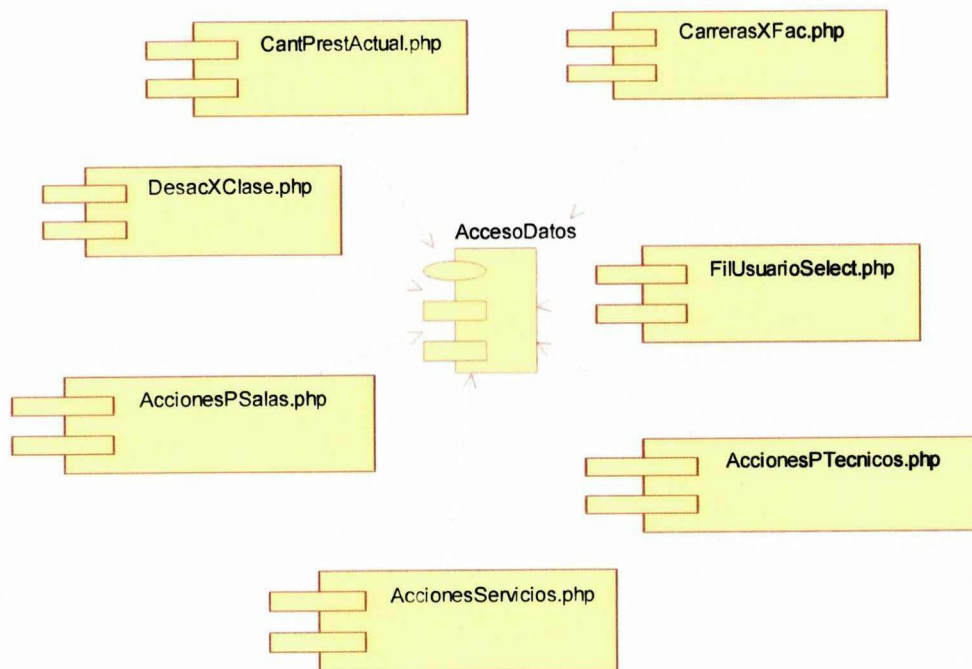 CantPrestActual.php
CarrerasXFac.php
DesacXClase.php
AccesoDatos
FilUsuarioSelect.php
AccionesPSalas.php
AccionesPTecnicos.php
AccionesServicios.php